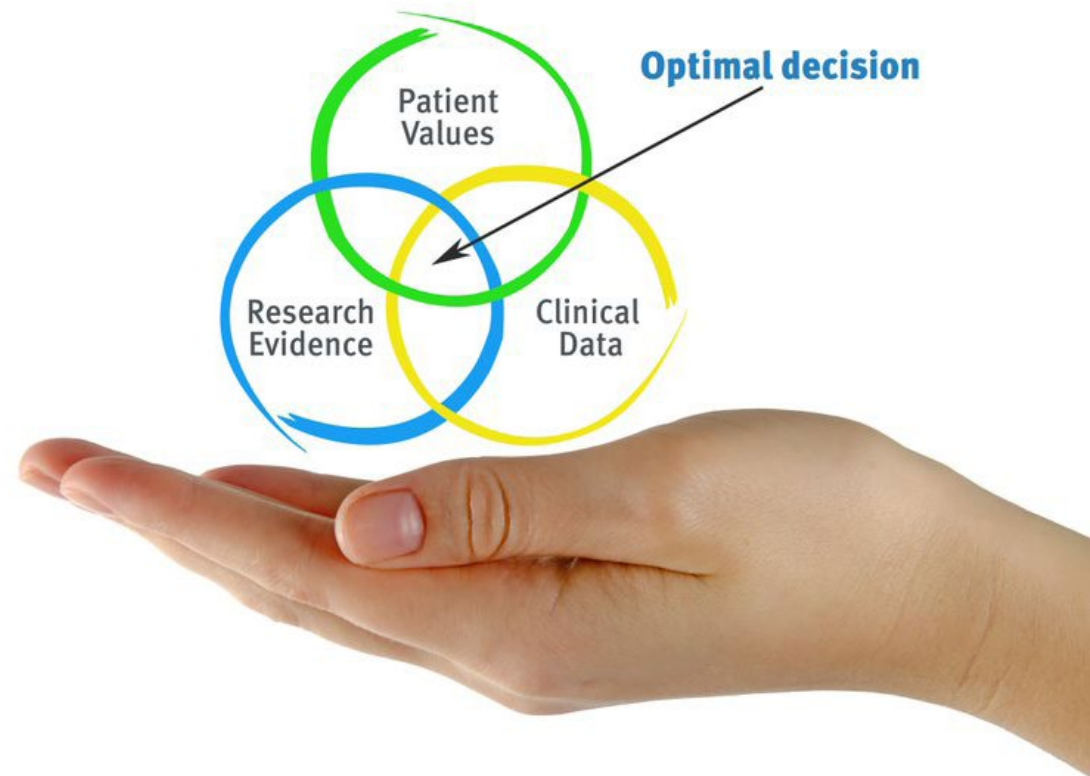 Optimal decision
Patient
Values
Research
Evidence
Clinical
Data